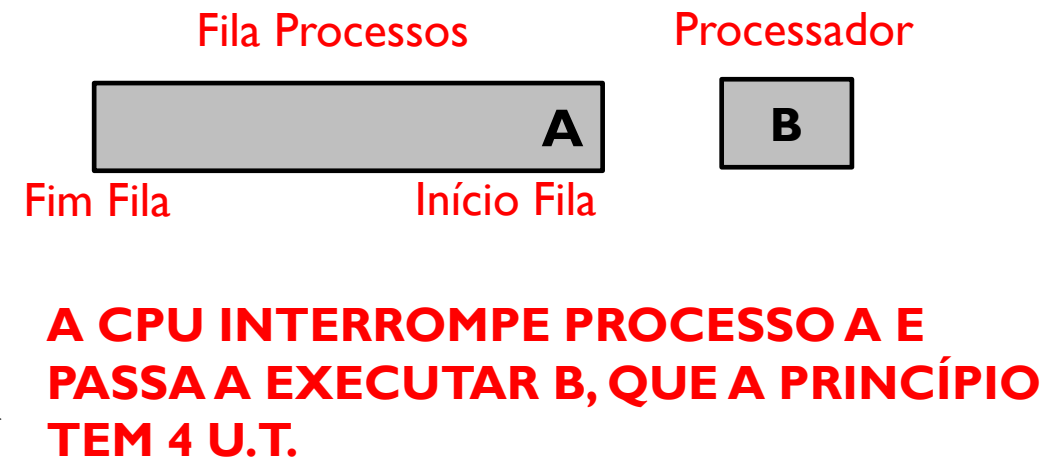 Fila Processos
Processador
A
B
Fim Fila
Início Fila
A CPU INTERROMPE PROCESSO A E
PASSA A EXECUTAR B, QUE A PRINCÍPIO
TEM 4 U.T.